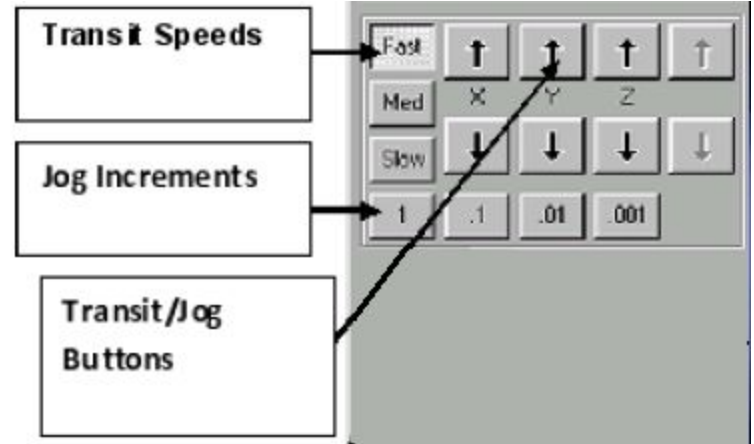 Transit Speeds
Jog Increments
Transit/Jog
Buttons
Fast
Med
X Y Z
Slow
1 .1 .01 .001